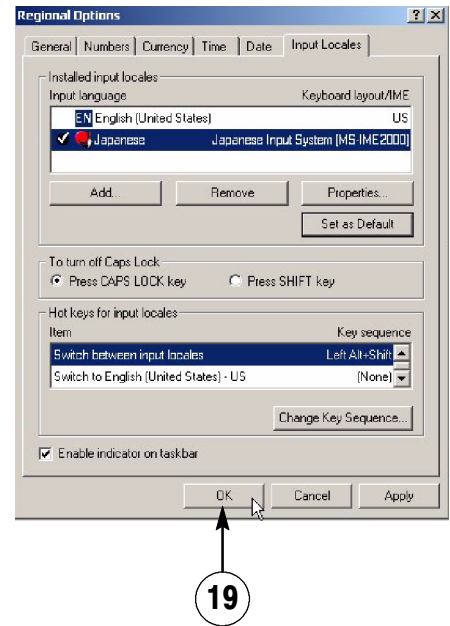 Regional Options
General Numbers Currency Time Date Input Locales
Installed input locales
Input language Keyboard layout/IME
EN English (United States) US
Japanese Japanese Input System (MS-IME2000)
Add... Remove Properties...
Set as Default
To turn off Caps Lock
Press CAPS LOCK key Press SHIFT key
Hot keys for input locales
Item Key sequence
Switch between input locales Left Alt+Shift
Switch to English (United States) - US (None)
Change Key Sequence...
Enable indicator on taskbar
OK Cancel Apply
19